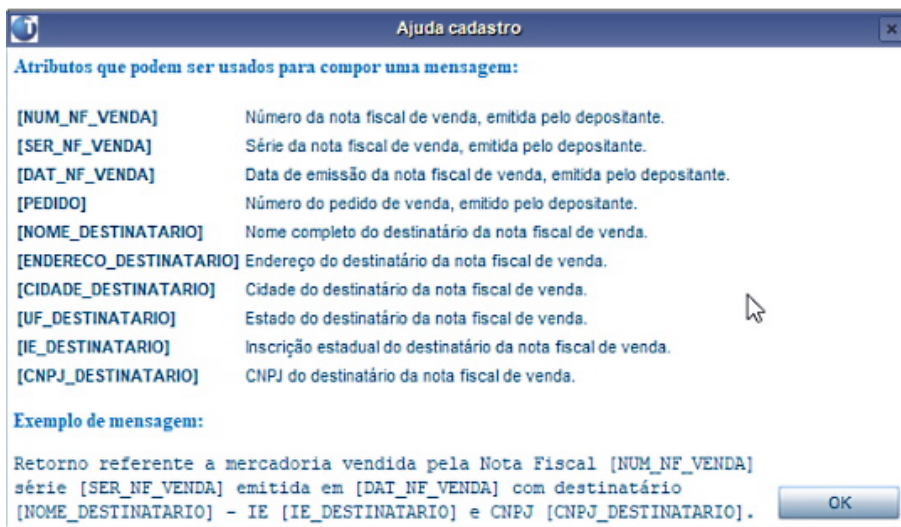 Ajuda cadastro
Atributos que podem ser usados para compor uma mensagem:
[NUM_NF_VENDA] Número da nota fiscal de venda, emitida pelo depositante.
[SER_NF_VENDA] Série da nota fiscal de venda, emitida pelo depositante.
[DAT_NF_VENDA] Data de emissão da nota fiscal de venda, emitida pelo depositante.
[PEDIDO] Número do pedido de venda, emitido pelo depositante.
[NOME_DESTINATARIO] Nome completo do destinatário da nota fiscal de venda.
[ENDERECO_DESTINATARIO] Endereço do destinatário da nota fiscal de venda.
[CIDADE_DESTINATARIO] Cidade do destinatário da nota fiscal de venda.
[UF_DESTINATARIO] Estado do destinatário da nota fiscal de venda.
[IE_DESTINATARIO] Inscrição estadual do destinatário da nota fiscal de venda.
[CNPJ_DESTINATARIO] CNPJ do destinatário da nota fiscal de venda.
Exemplo de mensagem:
Retorno referente a mercadoria vendida pela Nota Fiscal [NUM_NF_VENDA]
série [SER_NF_VENDA] emitida em [DAT_NF_VENDA] com destinatário
[NOME_DESTINATARIO] - IE [IE_DESTINATARIO] e CNPJ [CNPJ_DESTINATARIO].
OK